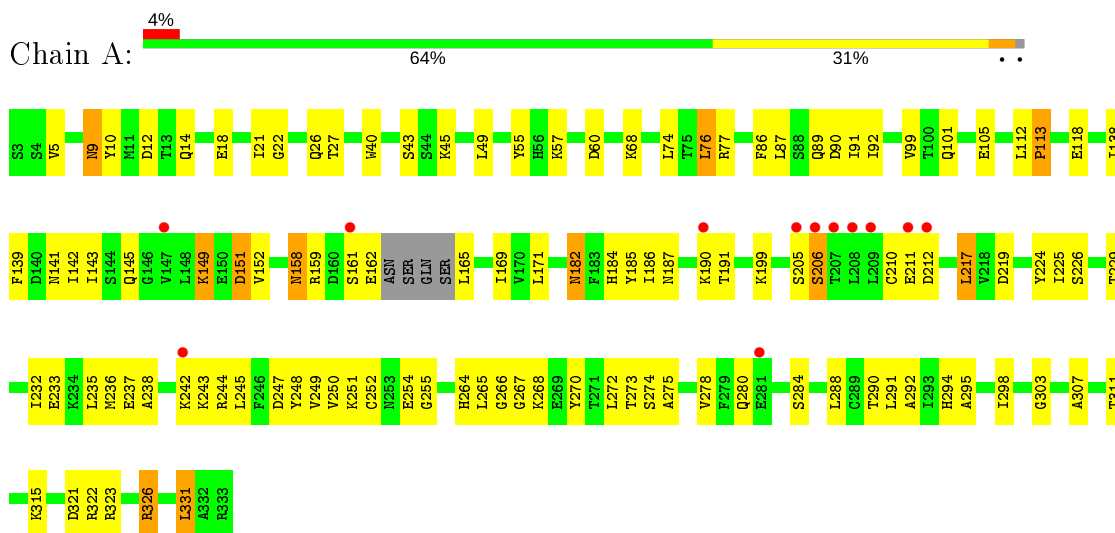 4%
Chain A:
64% 31% • •
S3 S4 V5 N9 Y10 M11 D12 T13 Q14 E18 I21 G22 Q26 T27 W40 S43 S44 K45 L49 Y55 H56 K57 D60 K68 L74 T75 L76 R77 F86 L87 S88 Q89 D90 I91 I92 V99 T100 Q101 E105 L112 P113 E118
F139 D140 N141 I142 I143 S144 Q145 G146 V147 L148 K149 E150 D151 V152 N158 R159 D160 S161 E162 ASN SER GLN SER L165 I169 V170 L171 N182 F183 H184 Y185 I186 N187 K190 T191 K199 S205 S206 T207 L208 L209 C210 E211 D212 L217 V218 D219 Y224 I225 S226 T229
I232 E233 K234 L235 M236 E237 A238 K242 K243 R244 L245 F246 D247 Y248 V249 V250 K251 C252 N253 E254 G255 H264 L265 G266 G267 K268 E269 Y270 T271 L272 T273 S274 A275 V278 F279 Q280 E281 S284 L288 C289 T290 L291 A292 I293 H294 A295 I298 G303 A307 T311
K315 D321 R322 R323 R326 L331 A332 R333